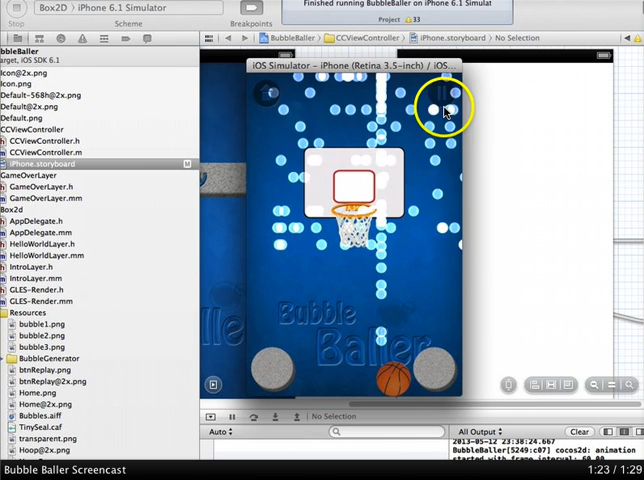 Finished running BubbleBaller on iPhone 6.1 Simulat
Box2D iPhone 6.1 Simulator
Project 33
Stop Scheme Breakpoints
BubbleBaller CCViewController iPhone.storyboard No Selection
bbleBaller
arget, iOS SDK 6.1
Icon@2x.png
Icon.png
Default-568h@2x.png
Default@2x.png
Default.png
CCViewController
CCViewController.h
CCViewController.m
iPhone.storyboard M
GameOverLayer
GameOverLayer.h
GameOverLayer.mm
Box2d
AppDelegate.h
AppDelegate.mm
HelloWorldLayer.h
HelloWorldLayer.mm
IntroLayer.h
IntroLayer.mm
GLES-Render.h
GLES-Render.mm
Resources
bubble1.png
bubble2.png
bubble3.png
BubbleGenerator
btnReplay.png
btnReplay@2x.png
Home.png
Home@2x.png
Bubbles.aiff
TinySeal.caf
transparent.png
Hoop@2x.png
iOS Simulator - iPhone (Retina 3.5-inch) / iOS...
Bubble
Baller
lle
No Selection
Auto All Output Clear
2013-05-12 23:38:24.667
BubbleBaller[5249:c07] cocos2d: animation
started with frame interval: 60.00
Bubble Baller Screencast 1:23 / 1:29